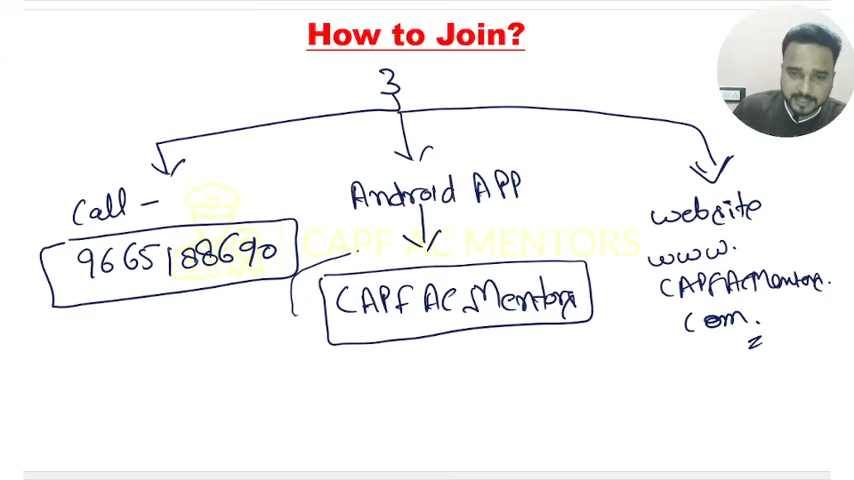 How to Join?
3
Call -
9665188690
Android APP
CAPF AC Mentors
website
www.
CAPFACMentors.
com.
CAPF AC MENTORS